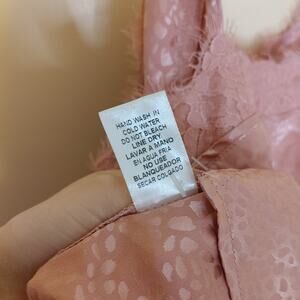 HAND WASH IN
COLD WATER
DO NOT BLEACH
LINE DRY
LAVAR A MANO
EN AGUA FRIA
NO USE
BLANQUEADOR
SECAR COLGADO